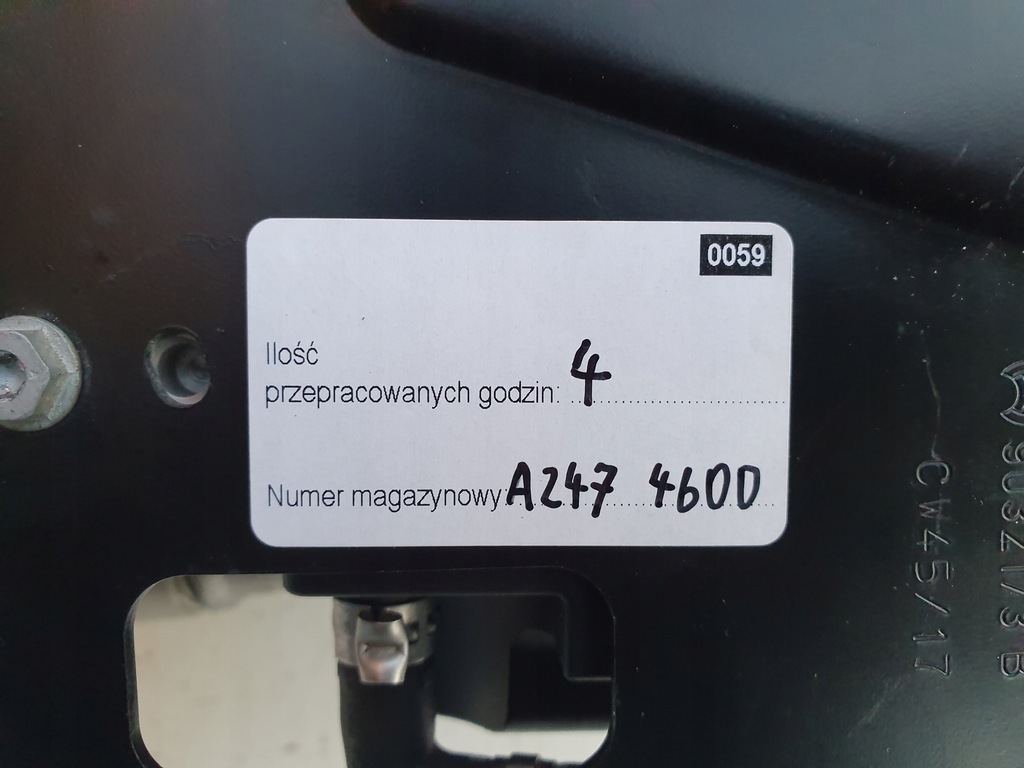 0059
Ilość
przepracowanych godzin: 4
Numer magazynowy: A247 4600
CW45/17